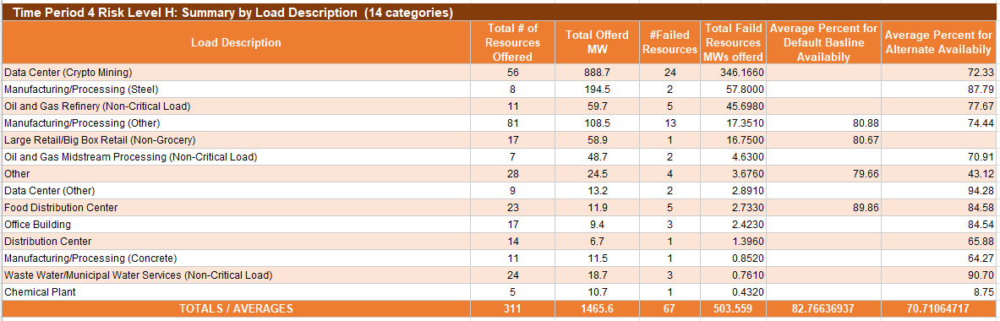 Time Period 4 Risk Level H: Summary by Load Description (14 categories)
Load Description Total # of Resources Offered Total Offerd MW #Failed Resources Total Faild Resources MWs offerd Average Percent for Default Basline Availabily Average Percent for Alternate Availabily
Data Center (Crypto Mining) 56 888.7 24 346.1660 72.33
Manufacturing/Processing (Steel) 8 194.5 2 57.8000 87.79
Oil and Gas Refinery (Non-Critical Load) 11 59.7 5 45.6980 77.67
Manufacturing/Processing (Other) 81 108.5 13 17.3510 80.88 74.44
Large Retail/Big Box Retail (Non-Grocery) 17 58.9 1 16.7500 80.67
Oil and Gas Midstream Processing (Non-Critical Load) 7 48.7 2 4.6300 70.91
Other 28 24.5 4 3.6760 79.66 43.12
Data Center (Other) 9 13.2 2 2.8910 94.28
Food Distribution Center 23 11.9 5 2.7330 89.86 84.58
Office Building 17 9.4 3 2.4230 84.54
Distribution Center 14 6.7 1 1.3960 65.88
Manufacturing/Processing (Concrete) 11 11.5 1 0.8520 64.27
Waste Water/Municipal Water Services (Non-Critical Load) 24 18.7 3 0.7610 90.70
Chemical Plant 5 10.7 1 0.4320 8.75
TOTALS / AVERAGES 311 1465.6 67 503.559 82.76636937 70.71064717